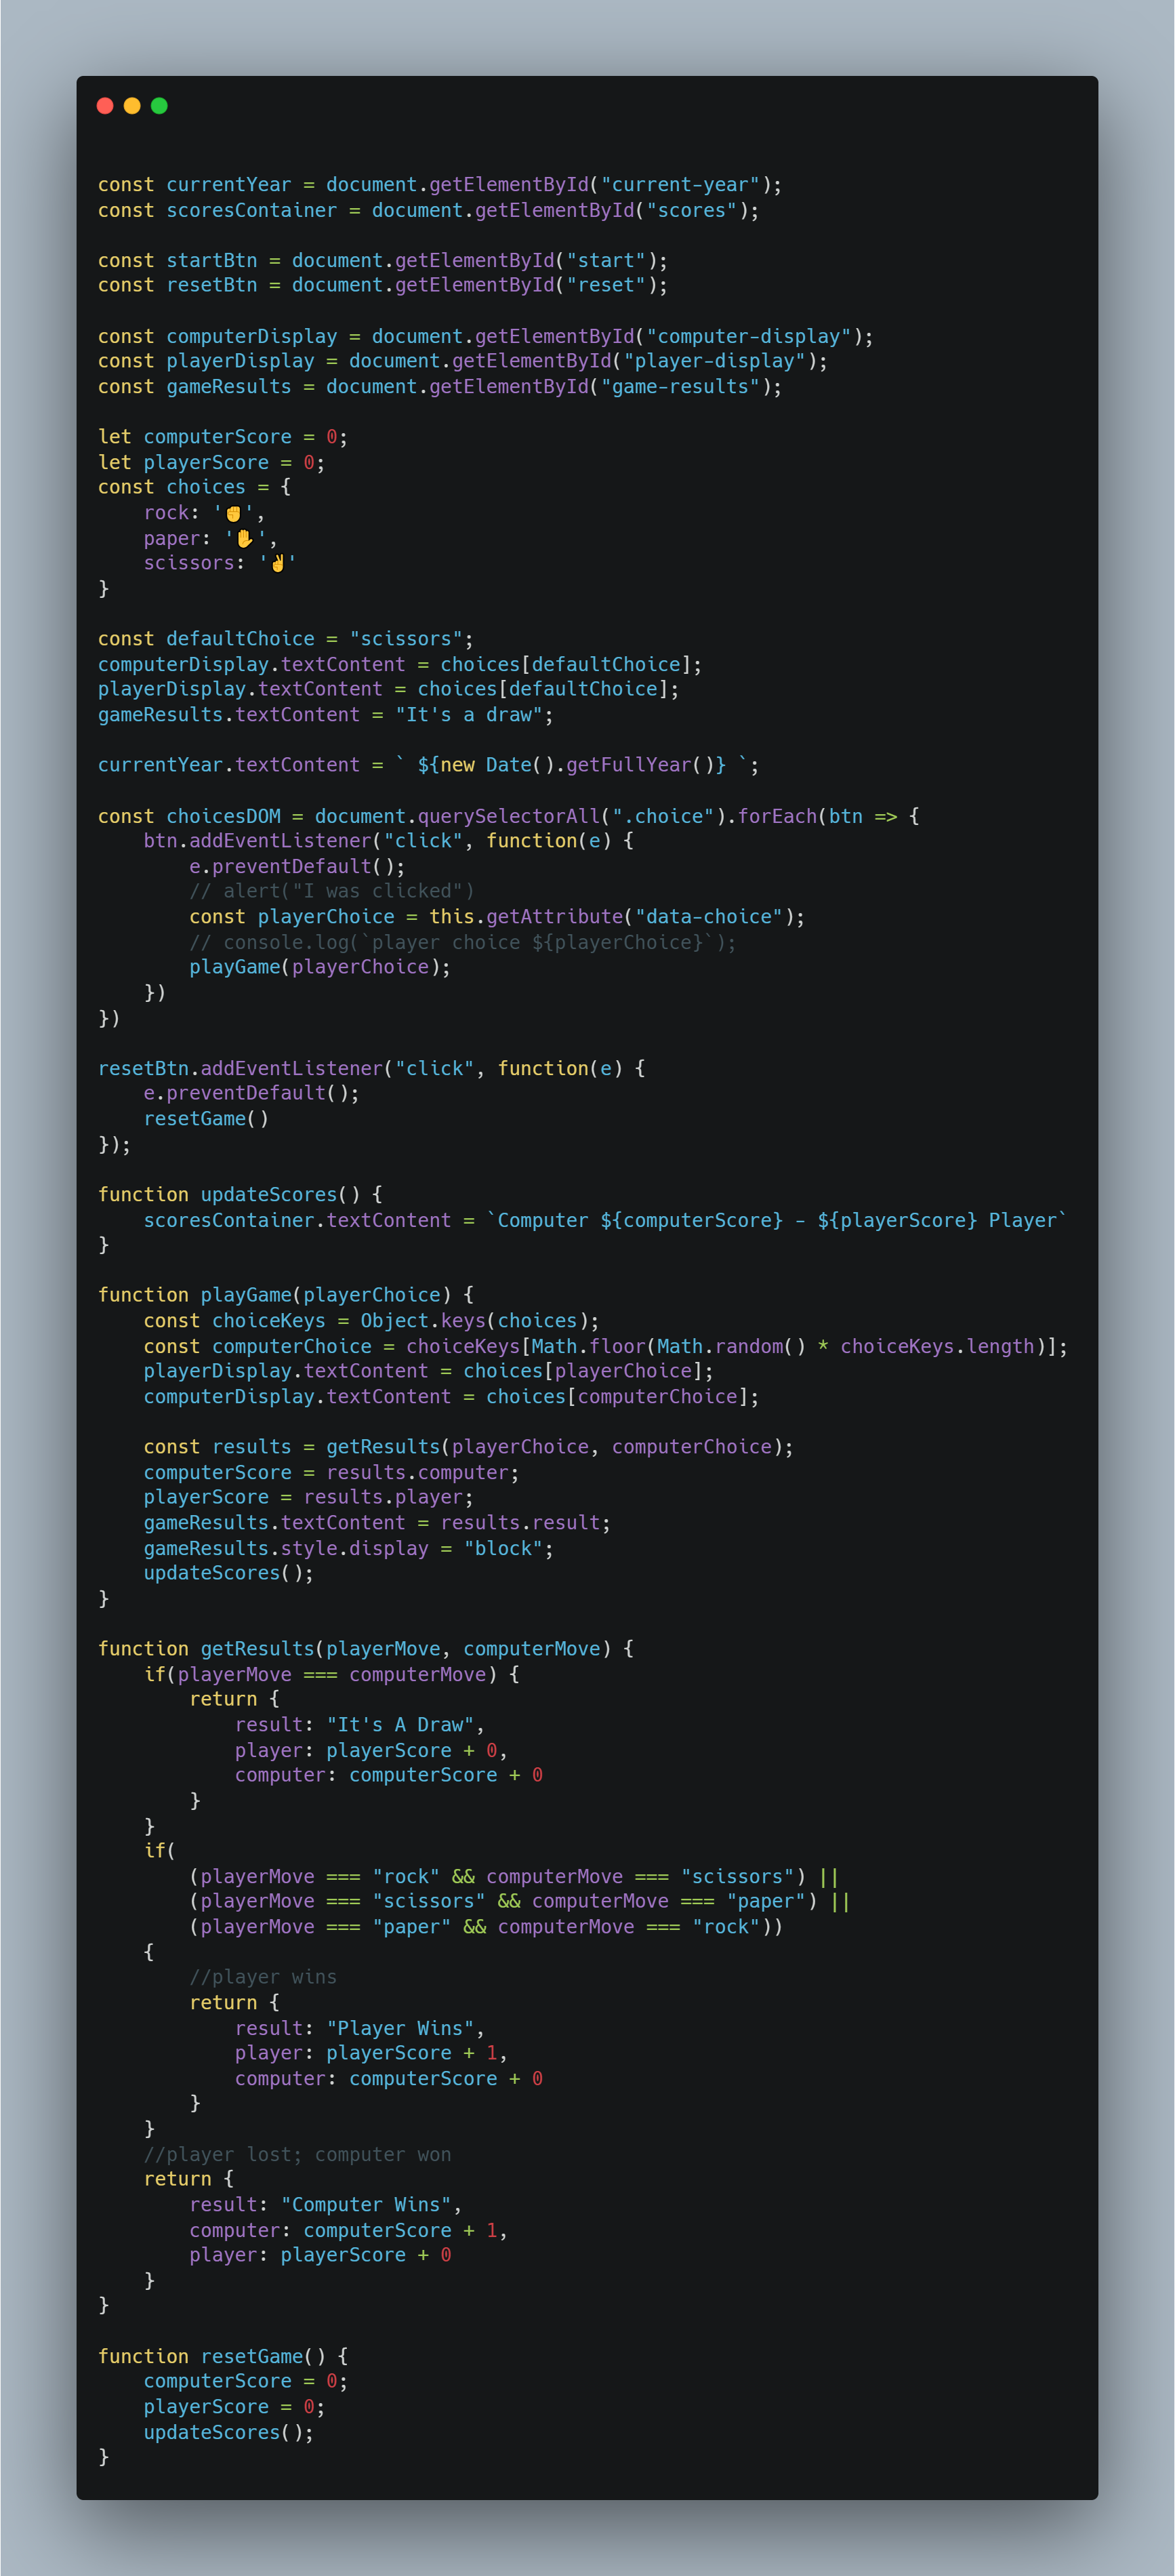 const currentYear = document.getElementById("current-year");
const scoresContainer = document.getElementById("scores");

const startBtn = document.getElementById("start");
const resetBtn = document.getElementById("reset");

const computerDisplay = document.getElementById("computer-display");
const playerDisplay = document.getElementById("player-display");
const gameResults = document.getElementById("game-results");

let computerScore = 0;
let playerScore = 0;
const choices = {
    rock: '✊',
    paper: '✋',
    scissors: '✌'
}

const defaultChoice = "scissors";
computerDisplay.textContent = choices[defaultChoice];
playerDisplay.textContent = choices[defaultChoice];
gameResults.textContent = "It's a draw";

currentYear.textContent = ` ${new Date().getFullYear()} `;

const choicesDOM = document.querySelectorAll(".choice").forEach(btn => {
    btn.addEventListener("click", function(e) {
        e.preventDefault();
        // alert("I was clicked")
        const playerChoice = this.getAttribute("data-choice");
        // console.log(`player choice ${playerChoice}`);
        playGame(playerChoice);
    })
})

resetBtn.addEventListener("click", function(e) {
    e.preventDefault();
    resetGame()
});

function updateScores() {
    scoresContainer.textContent = `Computer ${computerScore} - ${playerScore} Player`
}

function playGame(playerChoice) {
    const choiceKeys = Object.keys(choices);
    const computerChoice = choiceKeys[Math.floor(Math.random() * choiceKeys.length)];
    playerDisplay.textContent = choices[playerChoice];
    computerDisplay.textContent = choices[computerChoice];

    const results = getResults(playerChoice, computerChoice);
    computerScore = results.computer;
    playerScore = results.player;
    gameResults.textContent = results.result;
    gameResults.style.display = "block";
    updateScores();
}

function getResults(playerMove, computerMove) {
    if(playerMove === computerMove) {
        return {
            result: "It's A Draw",
            player: playerScore + 0,
            computer: computerScore + 0
        }
    }
    if(
        (playerMove === "rock" && computerMove === "scissors") ||
        (playerMove === "scissors" && computerMove === "paper") ||
        (playerMove === "paper" && computerMove === "rock"))
    {
        //player wins
        return {
            result: "Player Wins",
            player: playerScore + 1,
            computer: computerScore + 0
        }
    }
    //player lost; computer won
    return {
        result: "Computer Wins",
        computer: computerScore + 1,
        player: playerScore + 0
    }
}

function resetGame() {
    computerScore = 0;
    playerScore = 0;
    updateScores();
}